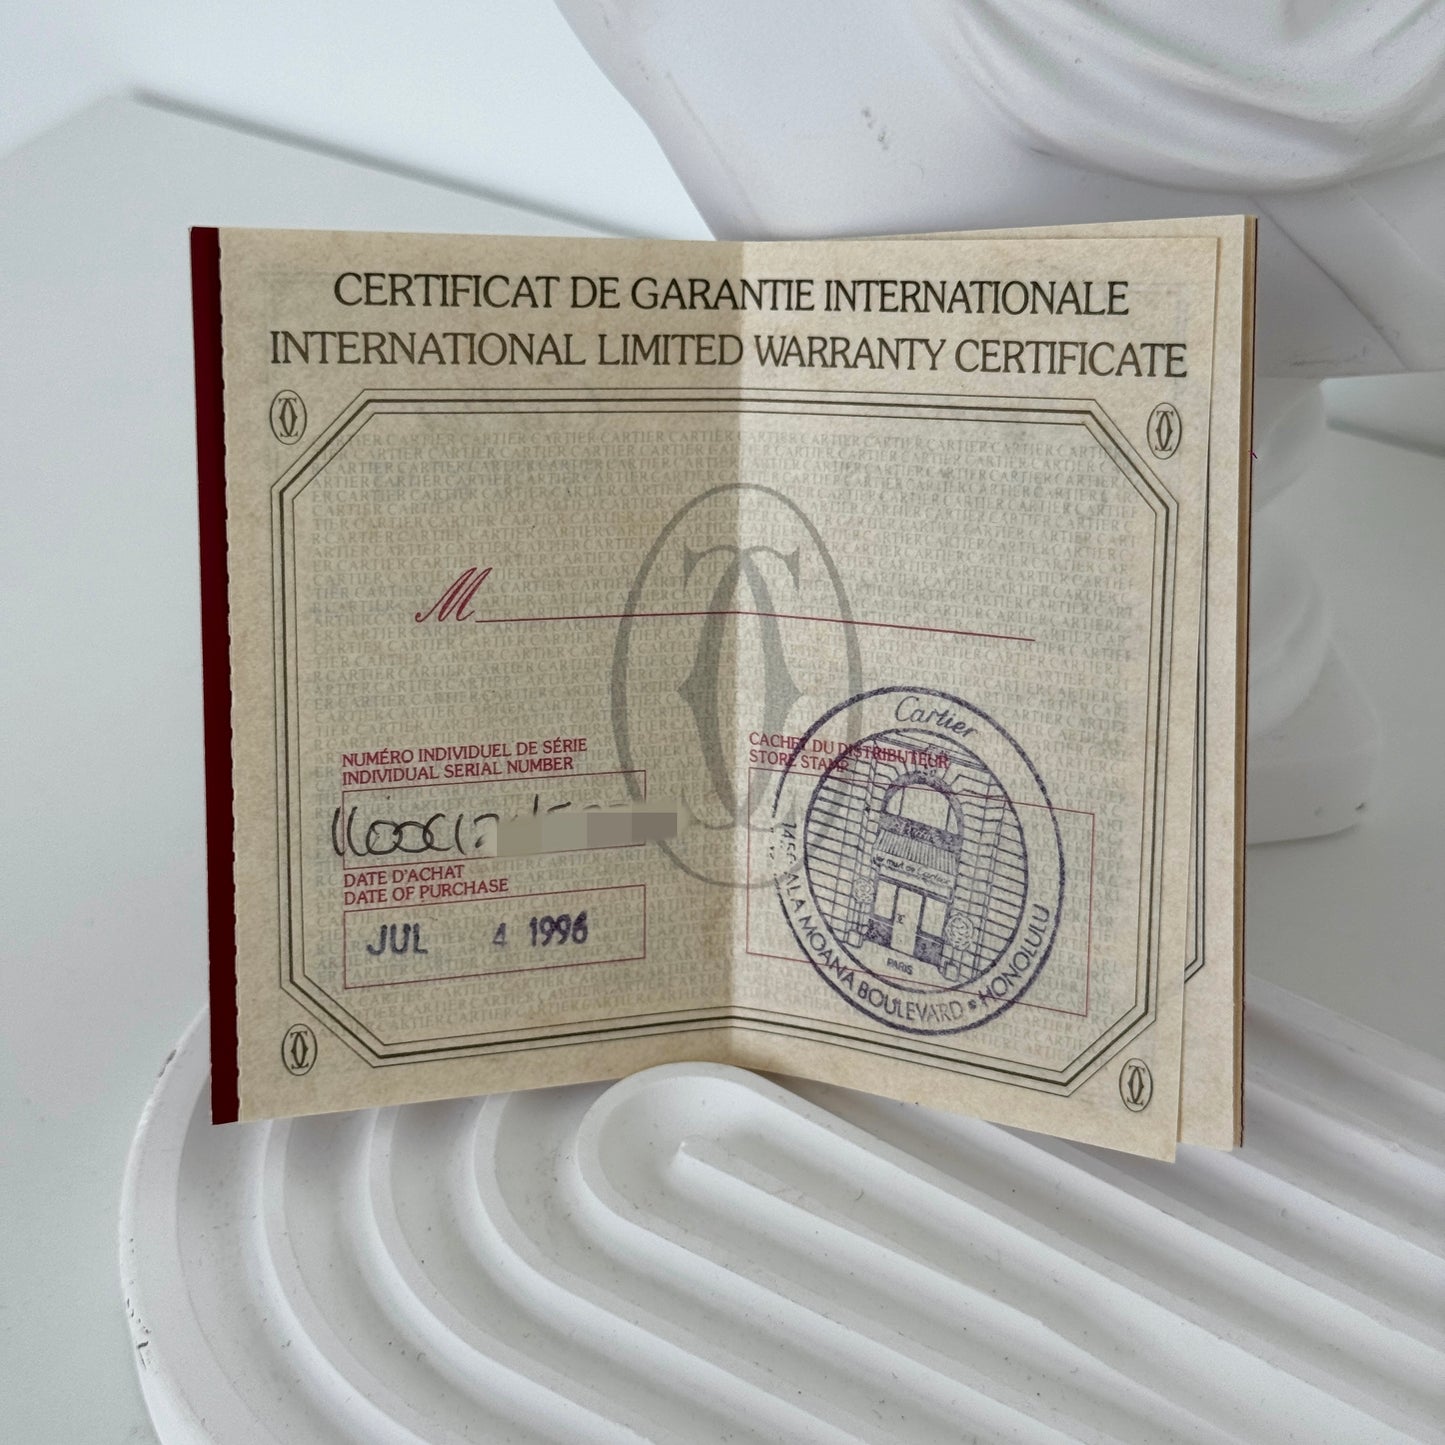 CERTIFICAT DE GARANTIE INTERNATIONALE
INTERNATIONAL LIMITED WARRANTY CERTIFICATE
M
NUMÉRO INDIVIDUEL DE SÉRIE
INDIVIDUAL SERIAL NUMBER
DATE D'ACHAT
DATE OF PURCHASE
JUL 4 1996
CACHET DU DISTRIBUTEUR
STORE STAMP
Cartier
PARIS
ALA MOANA BOULEVARD • HONOLULU